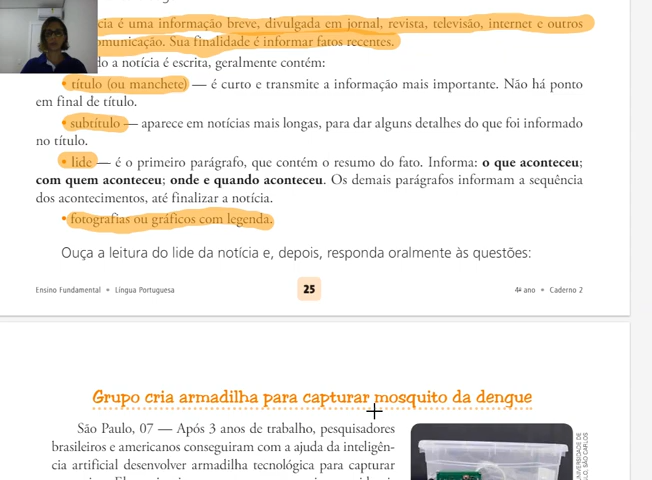 cia é uma informação breve, divulgada em jornal, revista, televisão, internet e outros
omunicação. Sua finalidade é informar fatos recentes.
do a notícia é escrita, geralmente contém:
• título (ou manchete) — é curto e transmite a informação mais importante. Não há ponto
em final de título.
• subtítulo — aparece em notícias mais longas, para dar alguns detalhes do que foi informado
no título.
• lide — é o primeiro parágrafo, que contém o resumo do fato. Informa: o que aconteceu;
com quem aconteceu; onde e quando aconteceu. Os demais parágrafos informam a sequência
dos acontecimentos, até finalizar a notícia.
• fotografias ou gráficos com legenda.
Ouça a leitura do lide da notícia e, depois, responda oralmente às questões:
Ensino Fundamental • Língua Portuguesa
25
4º ano • Caderno 2
Grupo cria armadilha para capturar mosquito da dengue
São Paulo, 07 — Após 3 anos de trabalho, pesquisadores
brasileiros e americanos conseguiram com a ajuda da inteligên-
cia artificial desenvolver armadilha tecnológica para capturar